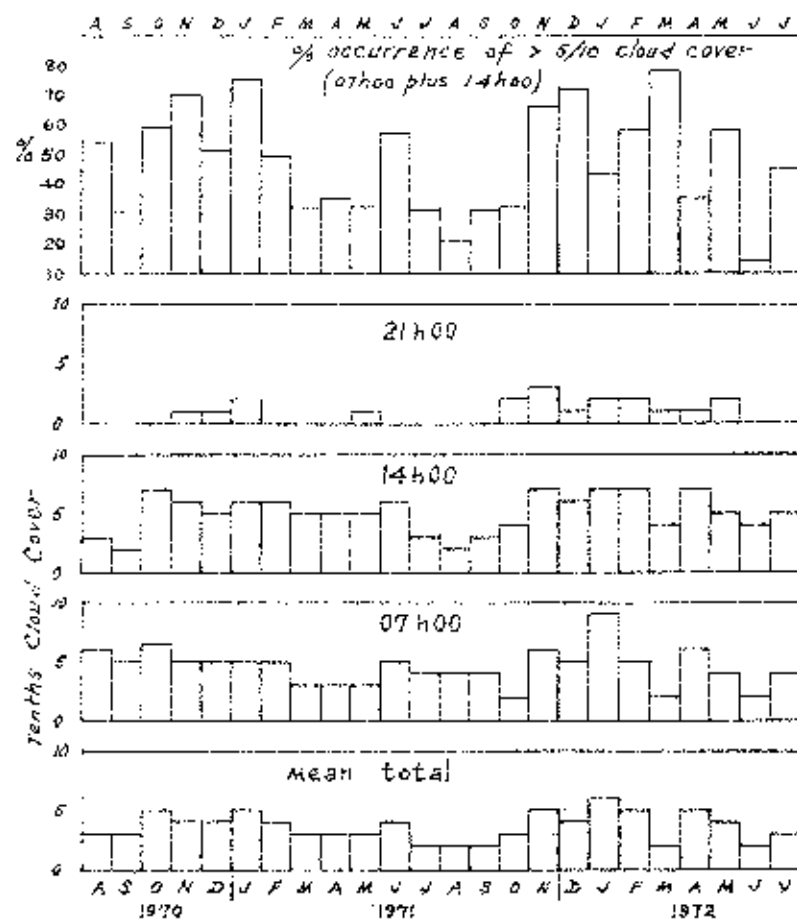 A S O N D J F M A M J J A S O N D J F M A M J J
% occurrence of > 5/10 cloud cover
(07h00 plus 14h00)
80
70
60
%
50
40
30
20
10
10
21h00
5
0
10
14h00
5
0
Tenths Cloud Cover
10
07h00
5
0
10
Mean total
5
0
A S O N D J F M A M J J A S O N D J F M A M J J
1970 1971 1972